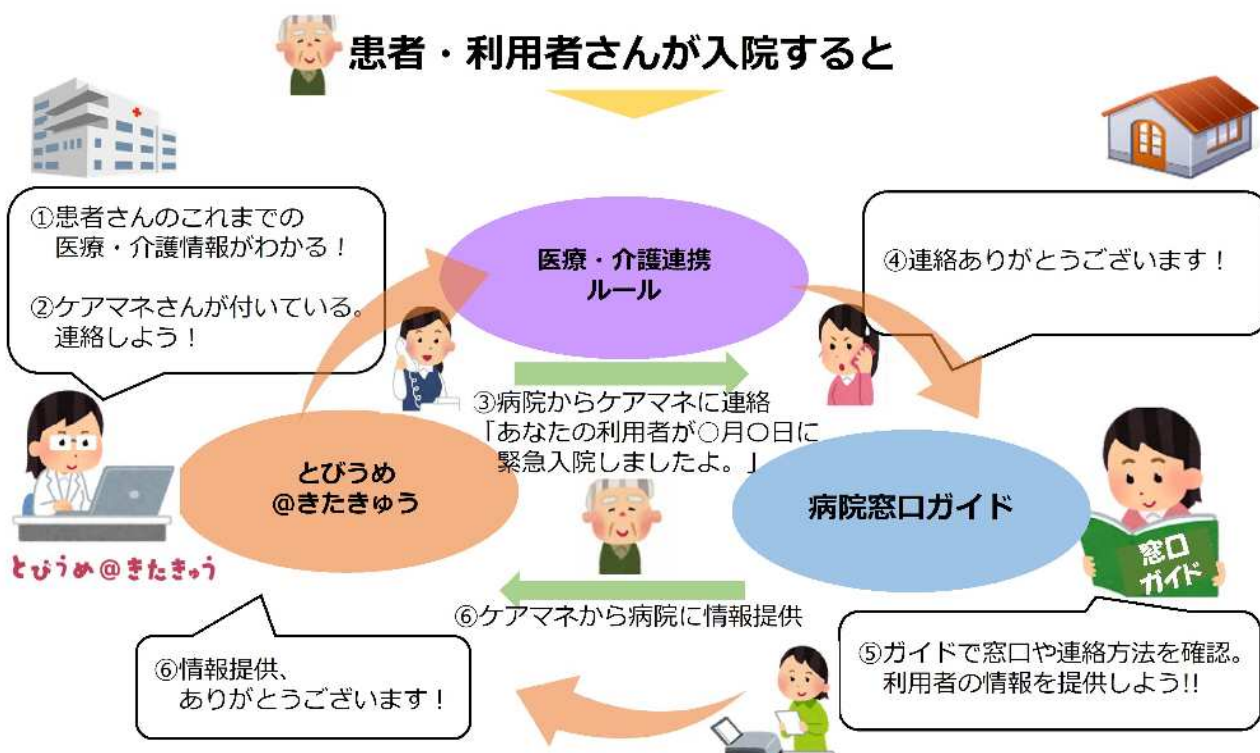 患者・利用者さんが入院すると
①患者さんのこれまでの
医療・介護情報がわかる！
②ケアマネさんが付いている。
連絡しよう！
医療・介護連携
ルール
④連絡ありがとうございます！
③病院からケアマネに連絡
「あなたの利用者が○月〇日に
緊急入院しましたよ。」
とびうめ
@きたきゅう
病院窓口ガイド
窓口
ガイド
とびうめ@きたきゅう
⑥ケアマネから病院に情報提供
⑥情報提供、
ありがとうございます！
⑤ガイドで窓口や連絡方法を確認。
利用者の情報を提供しよう!!